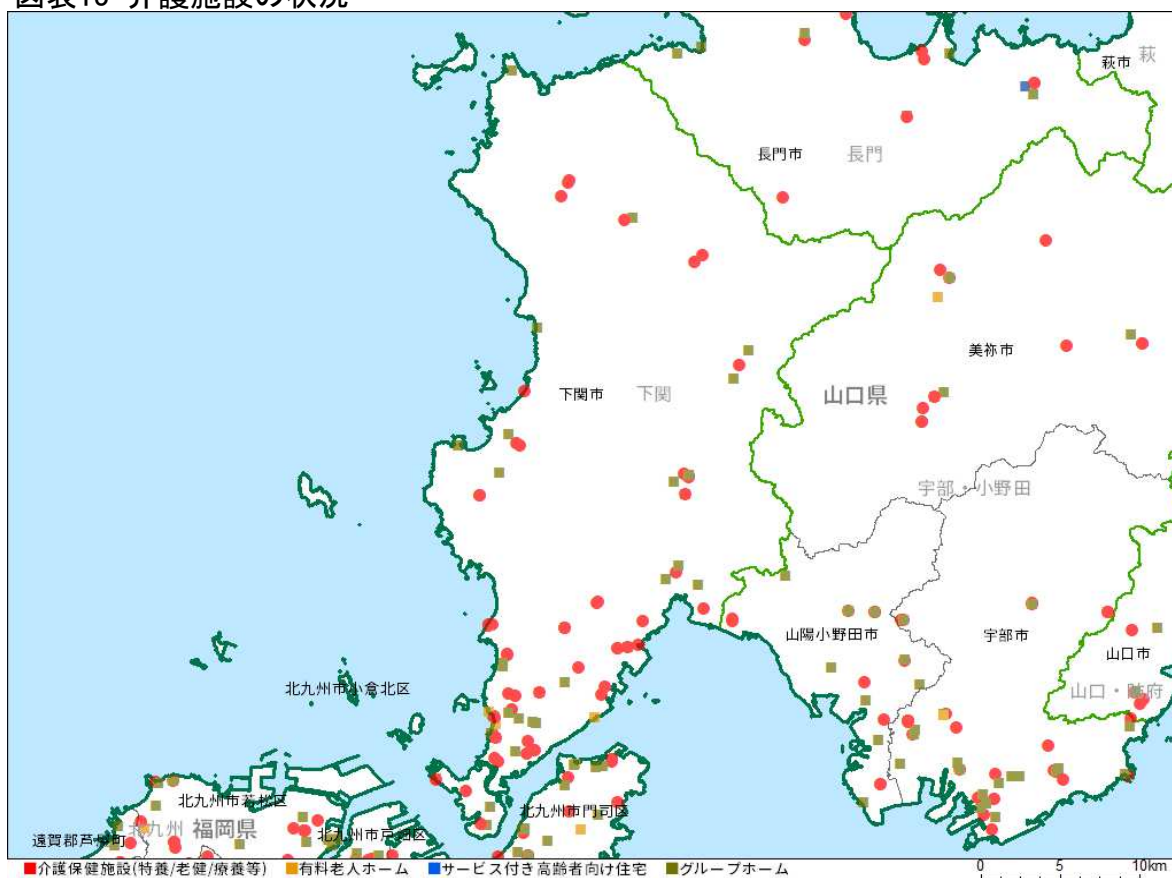 図表10 介護施設の状況
萩市
萩
長門市
長門
美祢市
下関市
下関
山口県
宇部・小野田
山陽小野田市
宇部市
山口市
山口・防府
北九州市小倉北区
北九州市若松区
北九州市門司区
遠賀郡芦屋町
北九州
福岡県
北九州市戸畑区
介護保健施設(特養/老健/療養等)
有料老人ホーム
サービス付き高齢者向け住宅
グループホーム
0 5 10km